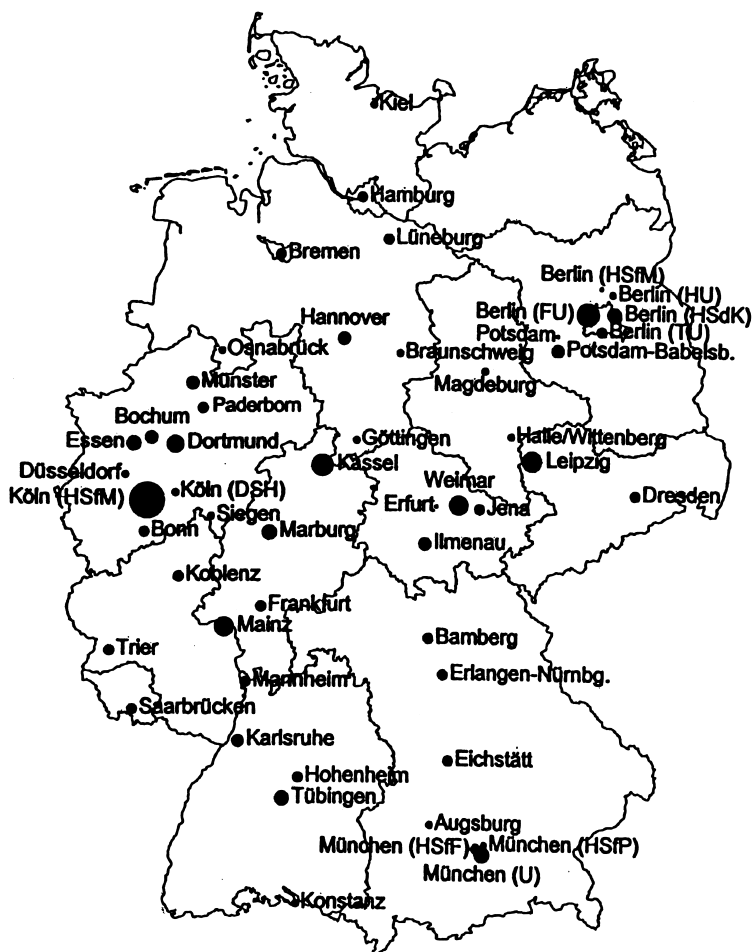 Kiel
Hamburg
Lüneburg
Bremen
Berlin (HSfM)
Berlin (HU)
Berlin (FU)
Berlin (HSdK)
Hannover
Potsdam
Berlin (TU)
Osnabrück
Braunschweig
Potsdam-Babelsb.
Magdeburg
Münster
Paderborn
Bochum
Essen
Dortmund
Göttingen
Halle/Wittenberg
Kassel
Leipzig
Düsseldorf
Köln (HSfM)
Köln (DSH)
Weimar
Dresden
Erfurt
Jena
Siegen
Bonn
Marburg
Ilmenau
Koblenz
Frankfurt
Mainz
Bamberg
Trier
Erlangen-Nürnbg.
Mannheim
Saarbrücken
Karlsruhe
Eichstätt
Hohenheim
Tübingen
Augsburg
München (HSfF)
München (HSfP)
München (U)
Konstanz